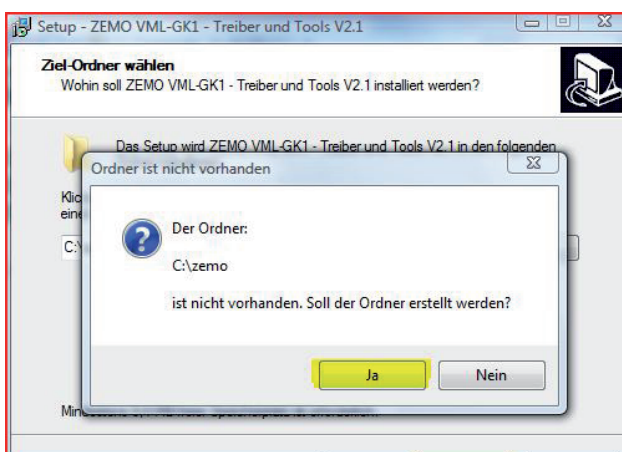 Setup - ZEMO VML-GK1 - Treiber und Tools V2.1
Ziel-Ordner wählen
Wohin soll ZEMO VML-GK1 - Treiber und Tools V2.1 installiert werden?
Das Setup wird ZEMO VML-GK1 - Treiber und Tools V2.1 in den folgenden
Ordner ist nicht vorhanden
Klic
eine
C:\
Der Ordner:
C:\zemo
ist nicht vorhanden. Soll der Ordner erstellt werden?
Ja
Nein